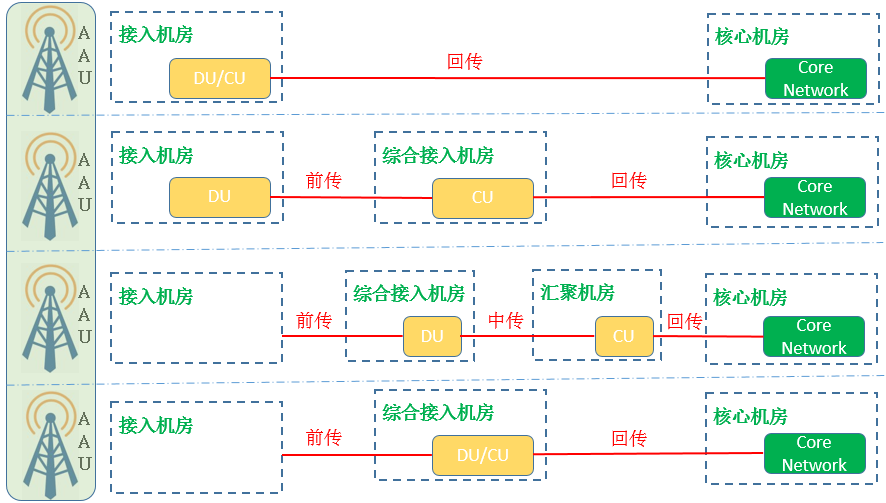 A
A
U
接入机房
DU/CU
回传
核心机房
Core
Network
A
A
U
接入机房
DU
前传
综合接入机房
CU
回传
核心机房
Core
Network
A
A
U
接入机房
前传
综合接入机房
DU
中传
汇聚机房
CU
回传
核心机房
Core
Network
A
A
U
接入机房
前传
综合接入机房
DU/CU
回传
核心机房
Core
Network